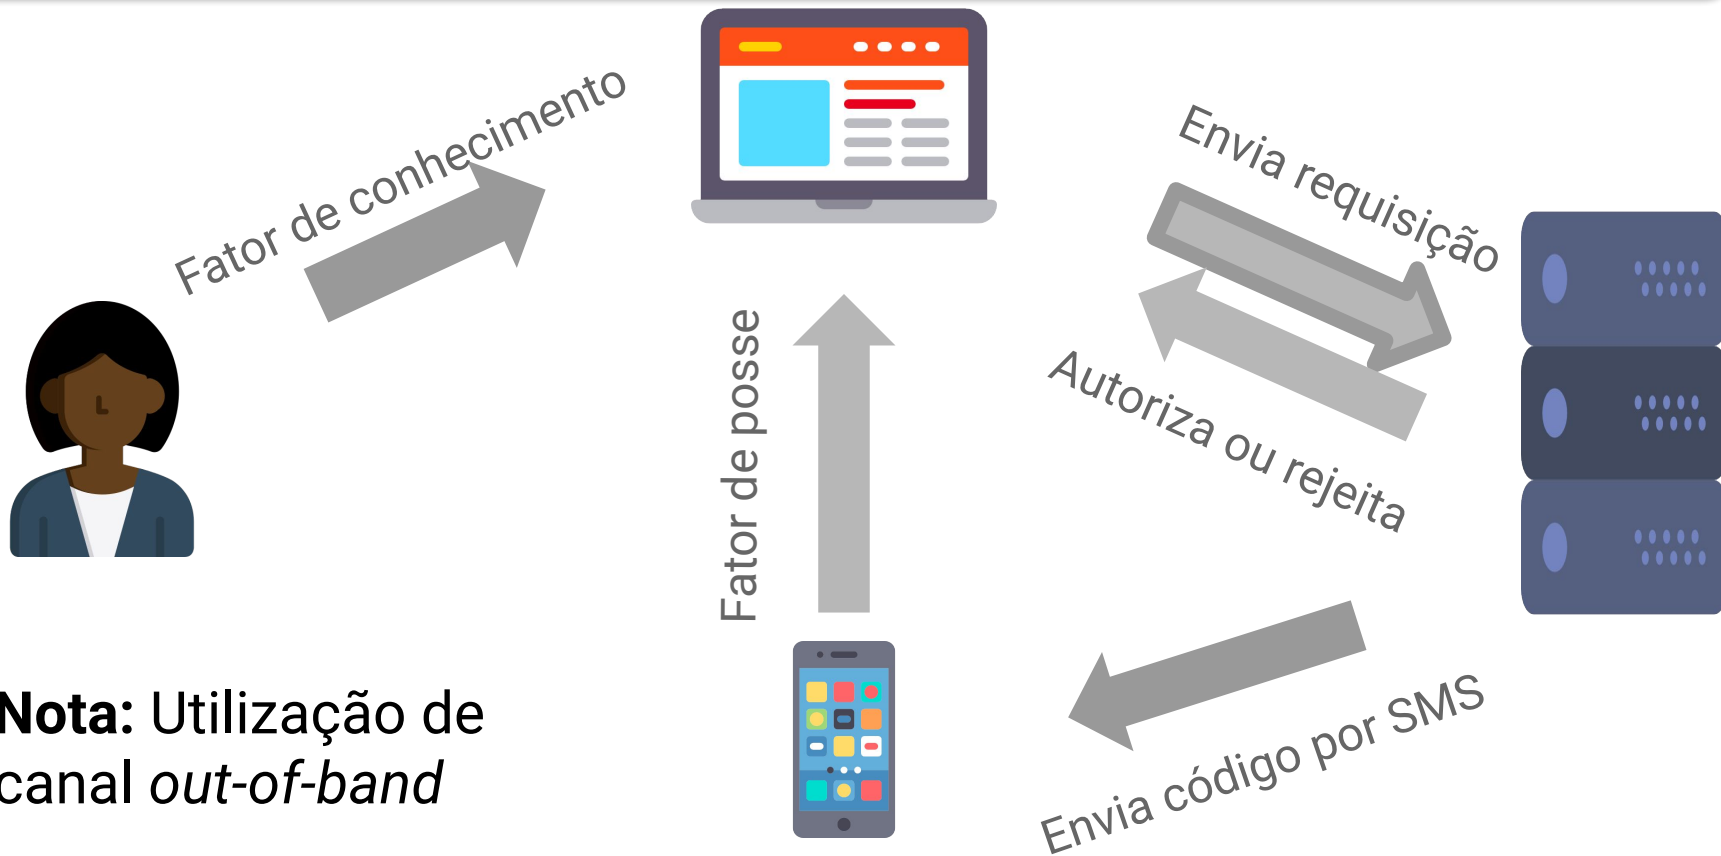 Fator de conhecimento
Envia requisição
Autoriza ou rejeita
Fator de posse
Envia código por SMS
Nota: Utilização de
canal out-of-band